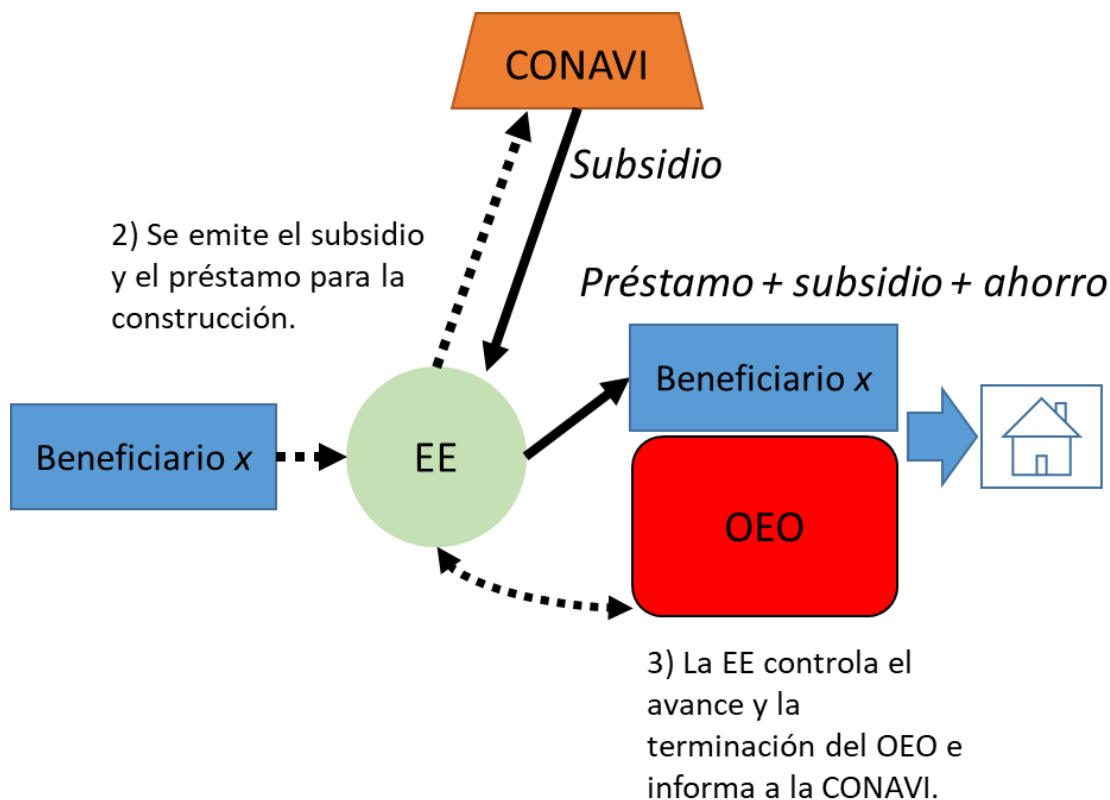 CONAVI
Subsidio
2) Se emite el subsidio
y el préstamo para la
construcción.
Préstamo + subsidio + ahorro
Beneficiario x
Beneficiario x
EE
OEO
3) La EE controla el
avance y la
terminación del OEO e
informa a la CONAVI.